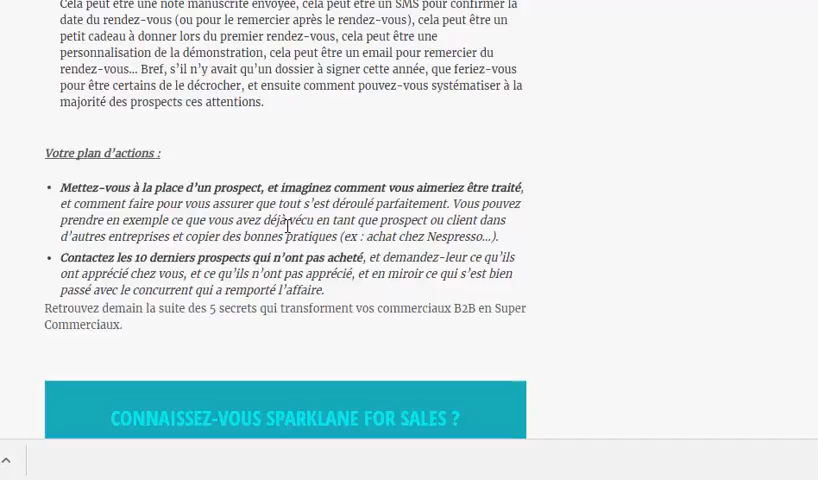 Cela peut être une note manuscrite envoyée, cela peut être un SMS pour confirmer la
date du rendez-vous (ou pour le remercier après le rendez-vous), cela peut être un
petit cadeau à donner lors du premier rendez-vous, cela peut être une
personnalisation de la démonstration, cela peut être un email pour remercier du
rendez-vous… Bref, s’il n’y avait qu’un dossier à signer cette année, que feriez-vous
pour être certains de le décrocher, et ensuite comment pouvez-vous systématiser à la
majorité des prospects ces attentions.
Votre plan d’actions :
• Mettez-vous à la place d’un prospect, et imaginez comment vous aimeriez être traité,
et comment faire pour vous assurer que tout s’est déroulé parfaitement. Vous pouvez
prendre en exemple ce que vous avez déjà vécu en tant que prospect ou client dans
d’autres entreprises et copier des bonnes pratiques (ex : achat chez Nespresso…).
• Contactez les 10 derniers prospects qui n’ont pas acheté, et demandez-leur ce qu’ils
ont apprécié chez vous, et ce qu’ils n’ont pas apprécié, et en miroir ce qui s’est bien
passé avec le concurrent qui a remporté l’affaire.
Retrouvez demain la suite des 5 secrets qui transforment vos commerciaux B2B en Super
Commerciaux.
CONNAISSEZ-VOUS SPARKLANE FOR SALES ?